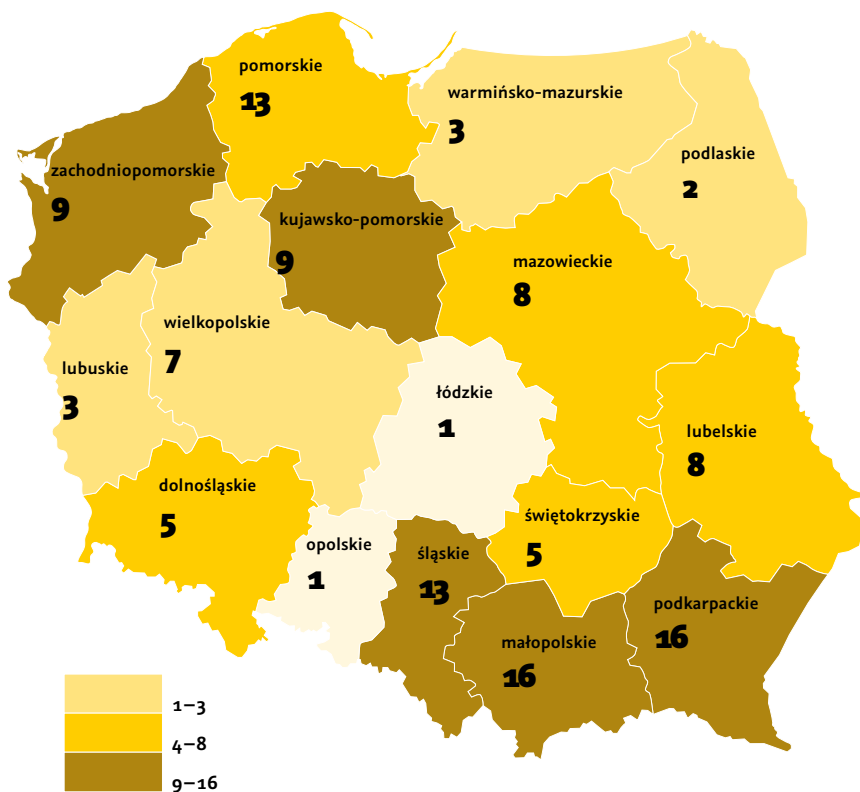 pomorskie
13
warmińsko-mazurskie
3
podlaskie
2
zachodniopomorskie
9
kujawsko-pomorskie
9
mazowieckie
8
wielkopolskie
7
lubuskie
3
łódzkie
1
lubelskie
8
dolnośląskie
5
świętokrzyskie
5
opolskie
1
śląskie
13
podkarpackie
16
małopolskie
16
1–3
4–8
9–16